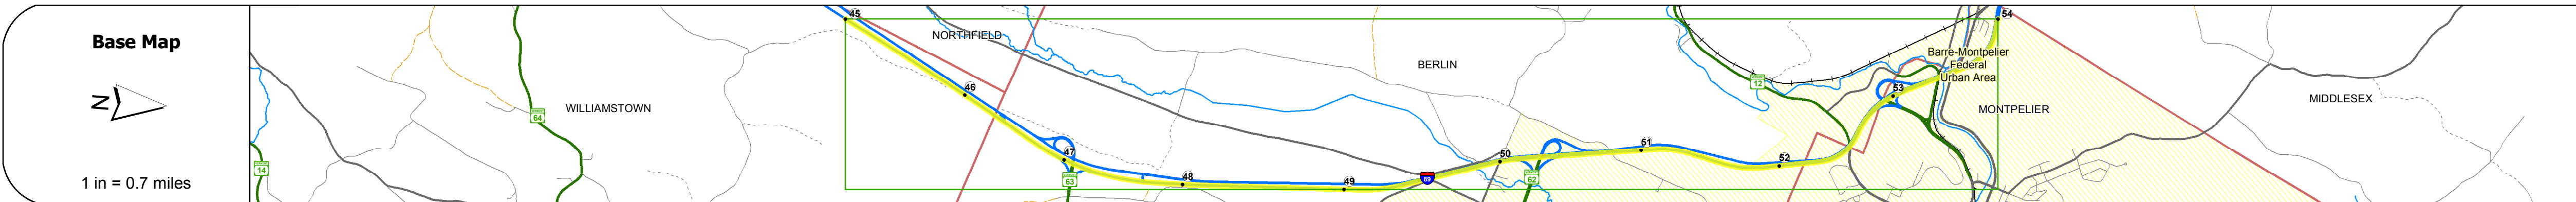 Base Map
N
1 in = 0.7 miles
14
64
WILLIAMSTOWN
45
NORTHFIELD
46
47
63
48
49
89
BERLIN
50
62
51
12
52
53
54
Barre-Montpelier
Federal
Urban Area
MONTPELIER
MIDDLESEX